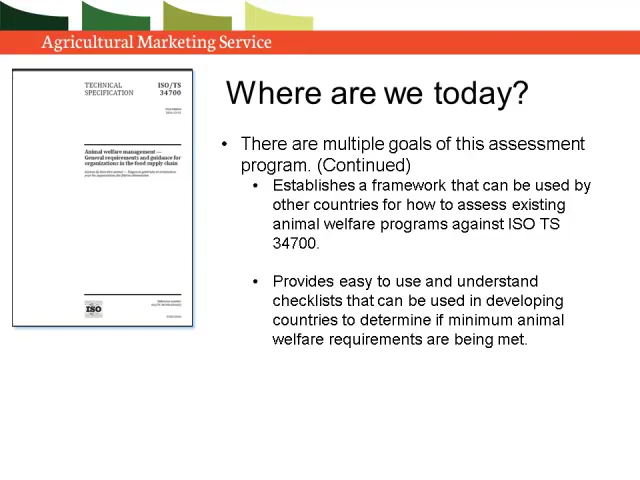 Agricultural Marketing Service
TECHNICAL SPECIFICATION
ISO/TS 34700
Animal welfare management —
General requirements and guidance for
organizations in the food supply chain
ISO
Where are we today?
• There are multiple goals of this assessment
program. (Continued)
• Establishes a framework that can be used by
other countries for how to assess existing
animal welfare programs against ISO TS
34700.
• Provides easy to use and understand
checklists that can be used in developing
countries to determine if minimum animal
welfare requirements are being met.